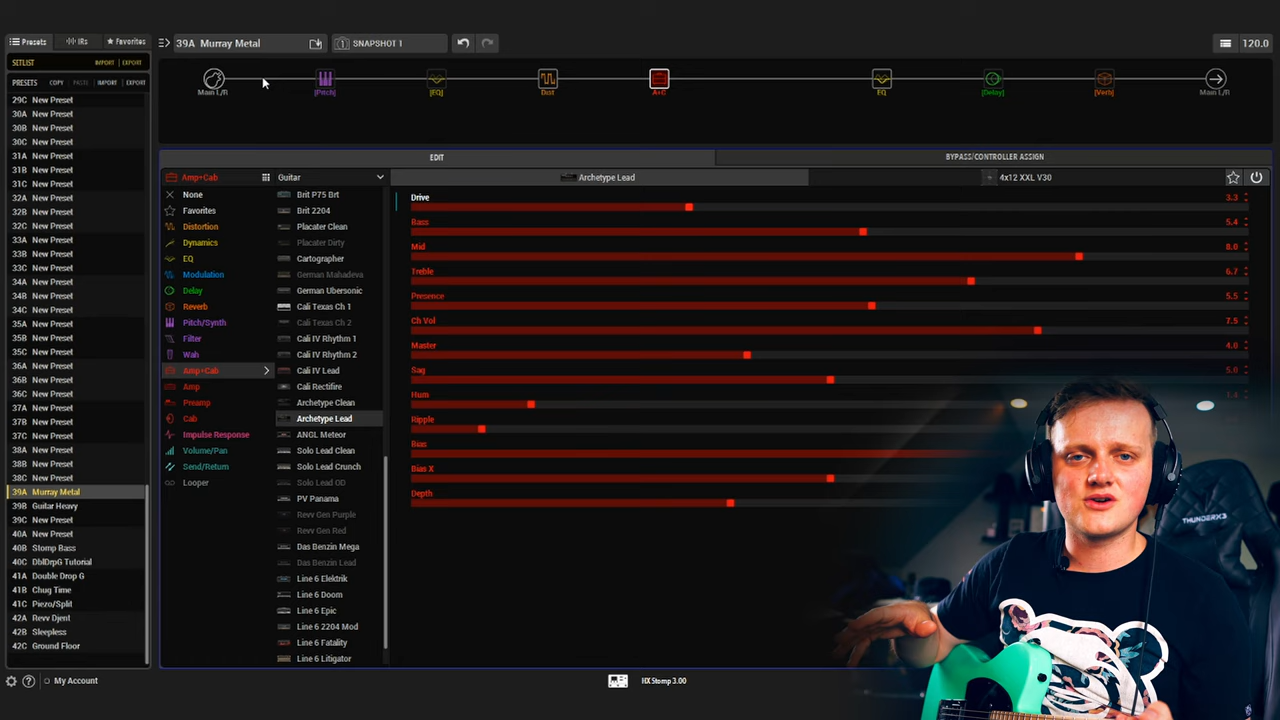 Presets IRs Favorites
39A Murray Metal
SNAPSHOT 1
120.0
SETLIST IMPORT | EXPORT
PRESETS COPY PASTE IMPORT EXPORT
29C New Preset
30A New Preset
30B New Preset
30C New Preset
31A New Preset
31B New Preset
31C New Preset
32A New Preset
32B New Preset
32C New Preset
33A New Preset
33B New Preset
33C New Preset
34A New Preset
34B New Preset
34C New Preset
35A New Preset
35B New Preset
35C New Preset
36A New Preset
36B New Preset
36C New Preset
37A New Preset
37B New Preset
37C New Preset
38A New Preset
38B New Preset
38C New Preset
39A Murray Metal
39B Guitar Heavy
39C New Preset
40A New Preset
40B Stomp Bass
40C DblDrpG Tutorial
41A Double Drop G
41B Chug Time
41C Piezo/Split
42A Revv Djent
42B Sleepless
42C Ground Floor
My Account
Main L/R
[Pitch]
[EQ]
Dist
A+C
EQ
[Delay]
[Verb]
Main L/R
EDIT
BYPASS/CONTROLLER ASSIGN
Amp+Cab
Guitar
Archetype Lead
4x12 XXL V30
None
Favorites
Distortion
Dynamics
EQ
Modulation
Delay
Reverb
Pitch/Synth
Filter
Wah
Amp+Cab
Amp
Preamp
Cab
Impulse Response
Volume/Pan
Send/Return
Looper
Brit P75 Brt
Brit 2204
Placater Clean
Placater Dirty
Cartographer
German Mahadeva
German Ubersonic
Cali Texas Ch 1
Cali Texas Ch 2
Cali IV Rhythm 1
Cali IV Rhythm 2
Cali IV Lead
Cali Rectifire
Archetype Clean
Archetype Lead
ANGL Meteor
Solo Lead Clean
Solo Lead Crunch
Solo Lead OD
PV Panama
Revv Gen Purple
Revv Gen Red
Das Benzin Mega
Das Benzin Lead
Line 6 Elektrik
Line 6 Doom
Line 6 Epic
Line 6 2204 Mod
Line 6 Fatality
Line 6 Litigator
Drive 3.3
Bass 5.4
Mid 8.0
Treble 6.7
Presence 5.5
Ch Vol 7.5
Master 4.0
Sag 5.0
Hum 1.4
Ripple
Bias
Bias X
Depth
HX Stomp 3.00
THUNDERX3